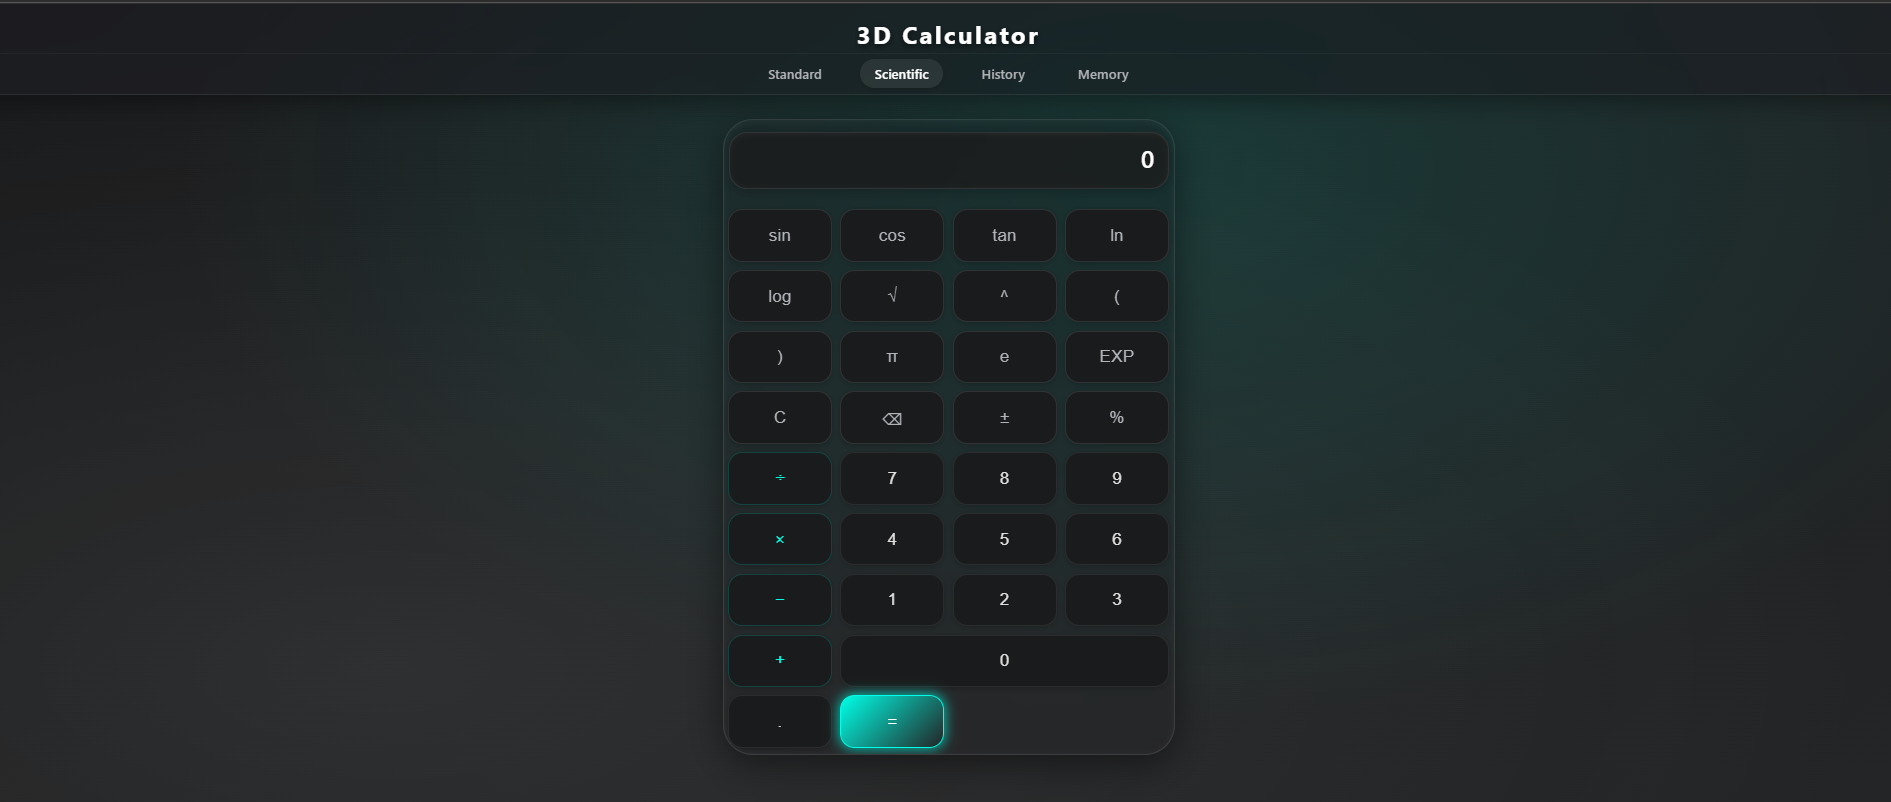 3D Calculator
Standard Scientific History Memory
0
sin cos tan ln
log √ ^ (
) π e EXP
C ⌫ ± %
÷ 7 8 9
× 4 5 6
− 1 2 3
+ 0
. =